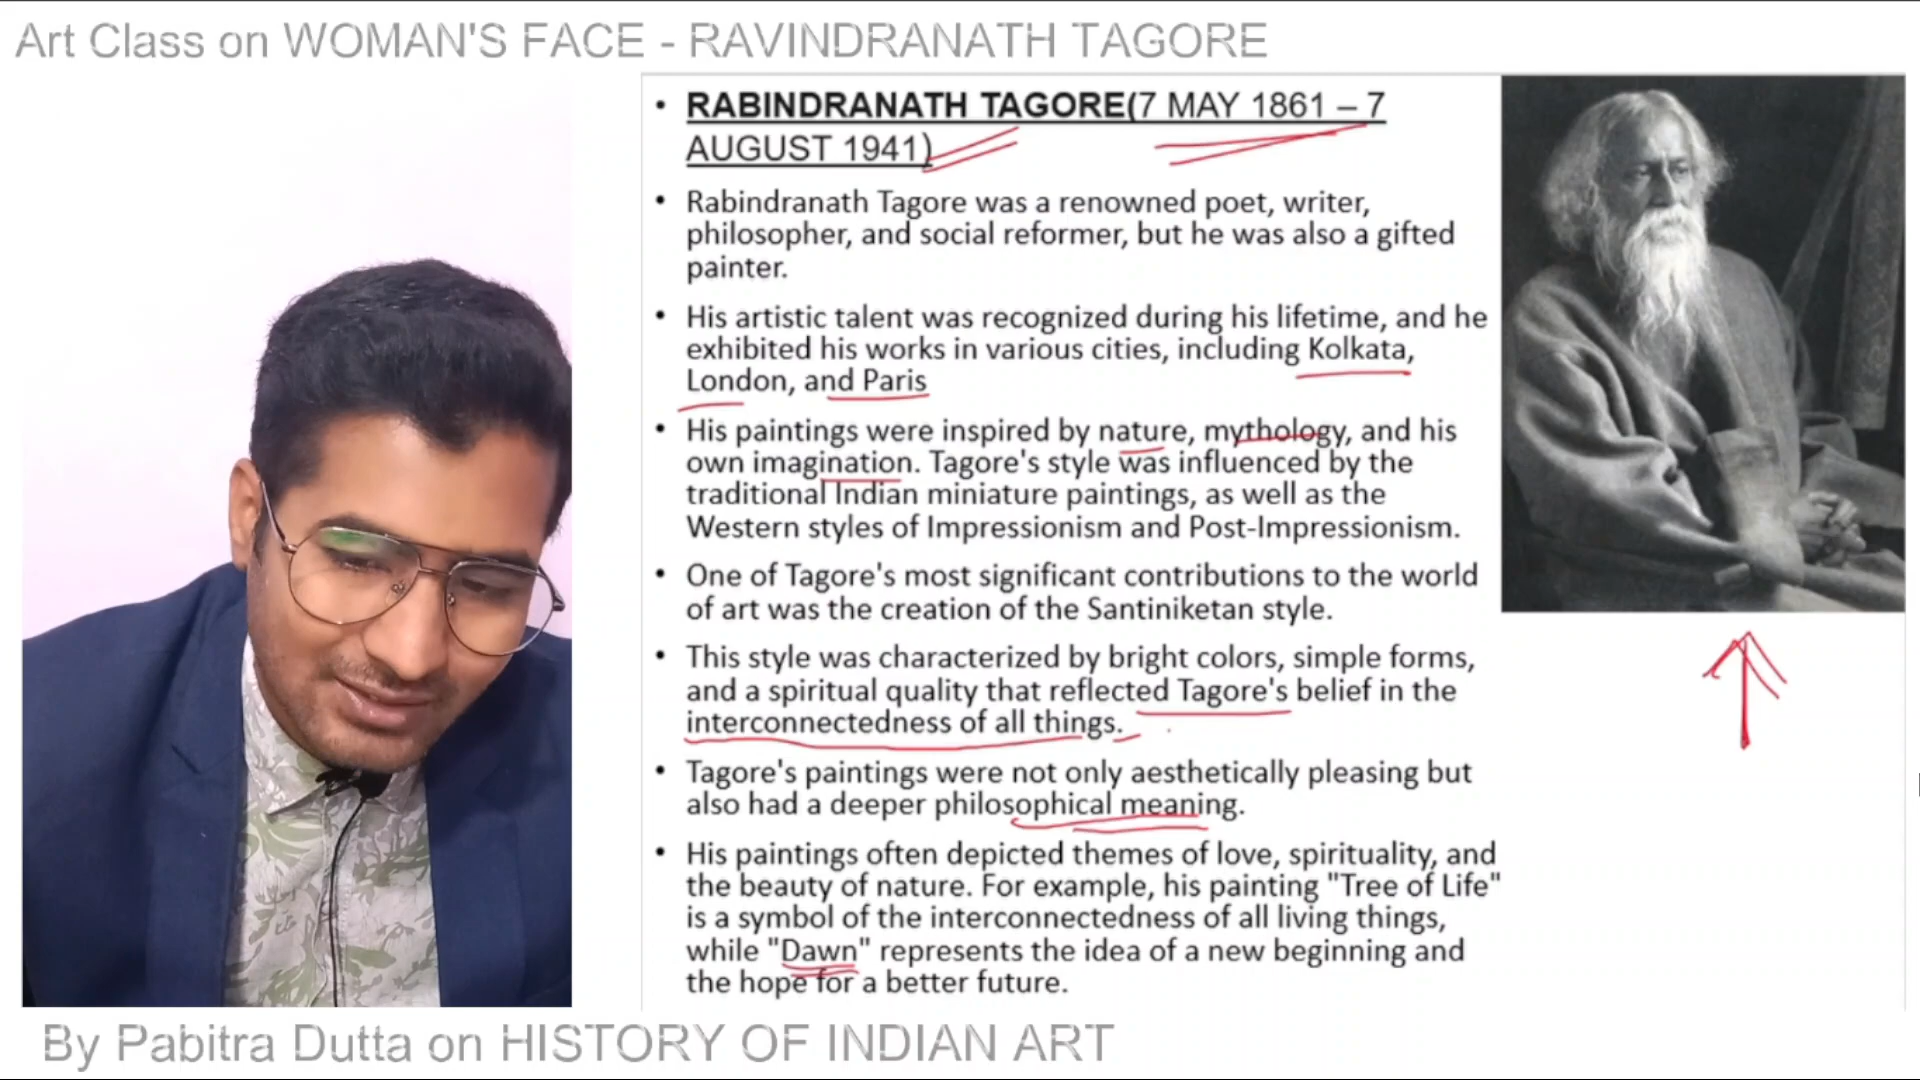 Art Class on WOMAN'S FACE - RAVINDRANATH TAGORE
• RABINDRANATH TAGORE(7 MAY 1861 – 7
AUGUST 1941)
• Rabindranath Tagore was a renowned poet, writer,
philosopher, and social reformer, but he was also a gifted
painter.
• His artistic talent was recognized during his lifetime, and he
exhibited his works in various cities, including Kolkata,
London, and Paris
• His paintings were inspired by nature, mythology, and his
own imagination. Tagore's style was influenced by the
traditional Indian miniature paintings, as well as the
Western styles of Impressionism and Post-Impressionism.
• One of Tagore's most significant contributions to the world
of art was the creation of the Santiniketan style.
• This style was characterized by bright colors, simple forms,
and a spiritual quality that reflected Tagore's belief in the
interconnectedness of all things.
• Tagore's paintings were not only aesthetically pleasing but
also had a deeper philosophical meaning.
• His paintings often depicted themes of love, spirituality, and
the beauty of nature. For example, his painting "Tree of Life"
is a symbol of the interconnectedness of all living things,
while "Dawn" represents the idea of a new beginning and
the hope for a better future.
By Pabitra Dutta on HISTORY OF INDIAN ART